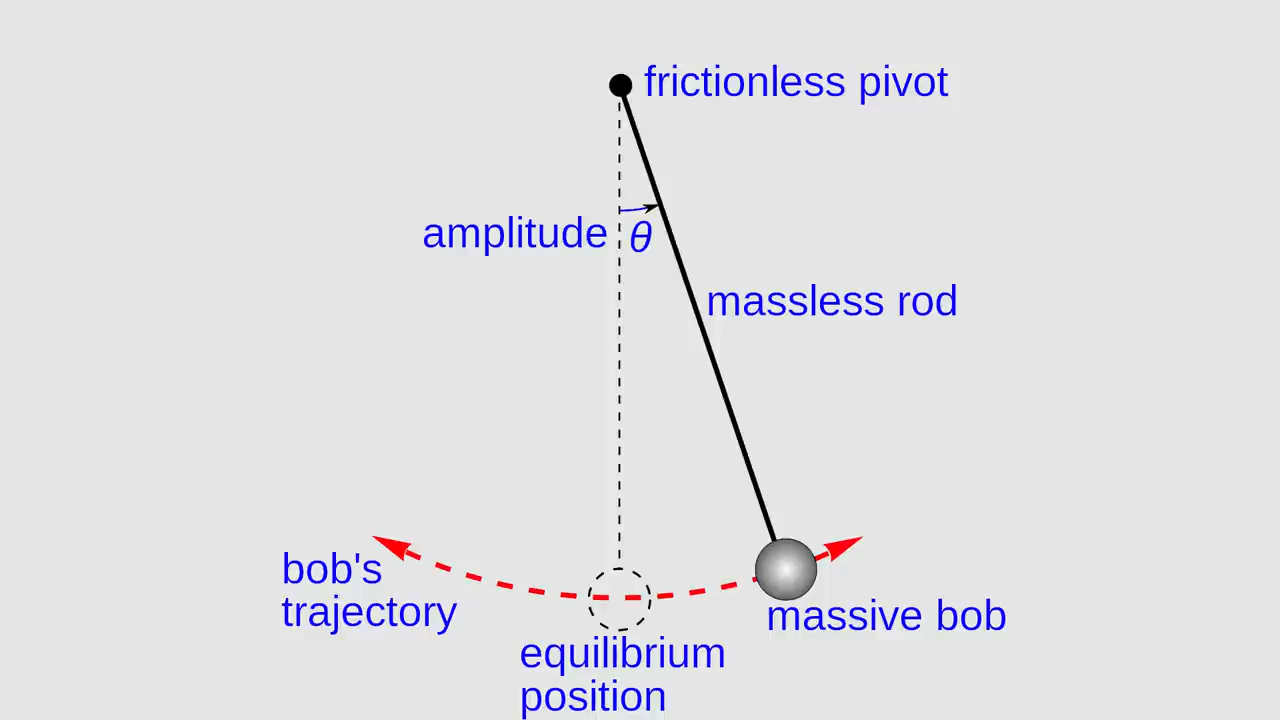 frictionless pivot
amplitude θ
massless rod
bob's
trajectory
massive bob
equilibrium
position